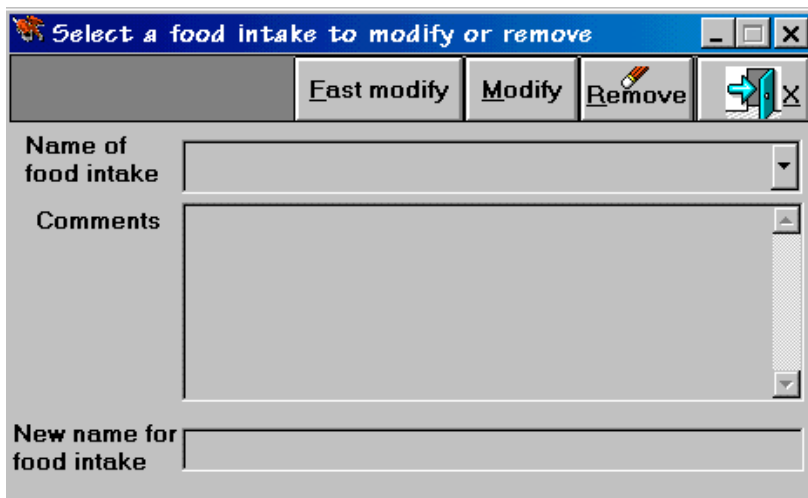 Select a food intake to modify or remove
Fast modify Modify Remove X
Name of
food intake
Comments
New name for
food intake